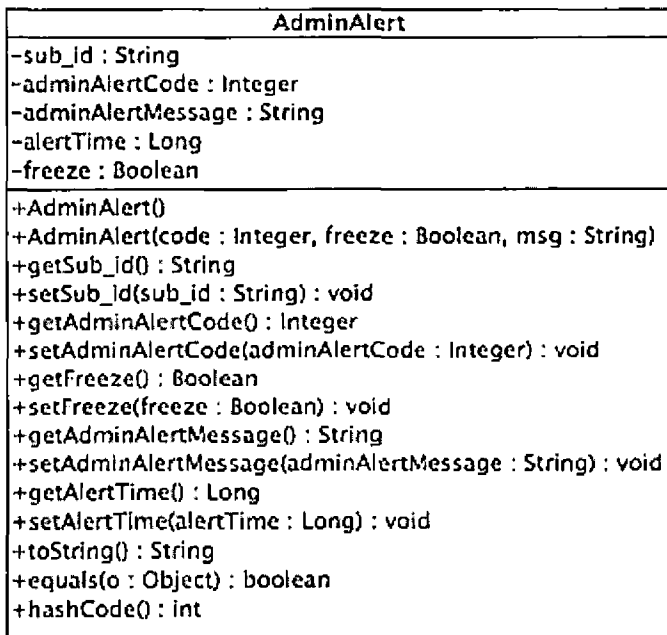 AdminAlert
-sub_id : String
-adminAlertCode : Integer
-adminAlertMessage : String
-alertTime : Long
-freeze : Boolean
+AdminAlert()
+AdminAlert(code : Integer, freeze : Boolean, msg : String)
+getSub_id() : String
+setSub_id(sub_id : String) : void
+getAdminAlertCode() : Integer
+setAdminAlertCode(adminAlertCode : Integer) : void
+getFreeze() : Boolean
+setFreeze(freeze : Boolean) : void
+getAdminAlertMessage() : String
+setAdminAlertMessage(adminAlertMessage : String) : void
+getAlertTime() : Long
+setAlertTime(alertTime : Long) : void
+toString() : String
+equals(o : Object) : boolean
+hashCode() : int